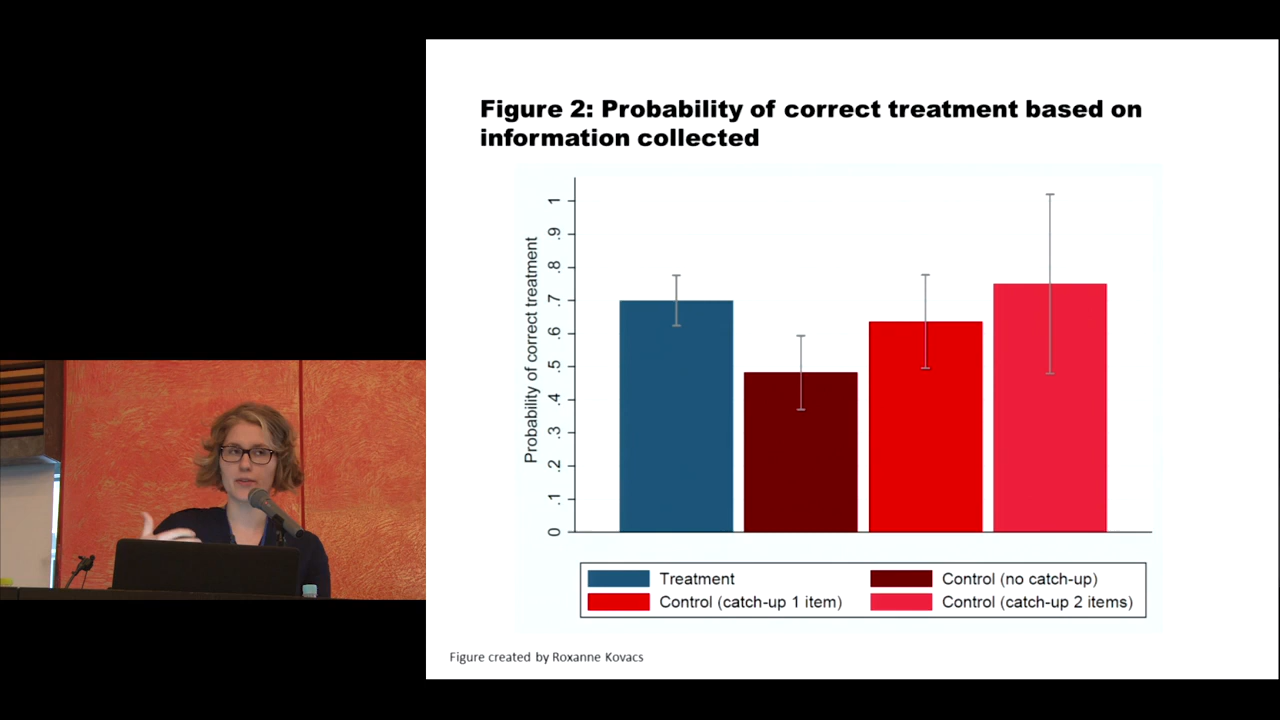 Figure 2: Probability of correct treatment based on
information collected
Probability of correct treatment
1
.9
.8
.7
.6
.5
.4
.3
.2
.1
0
Treatment
Control (no catch-up)
Control (catch-up 1 item)
Control (catch-up 2 items)
Figure created by Roxanne Kovacs